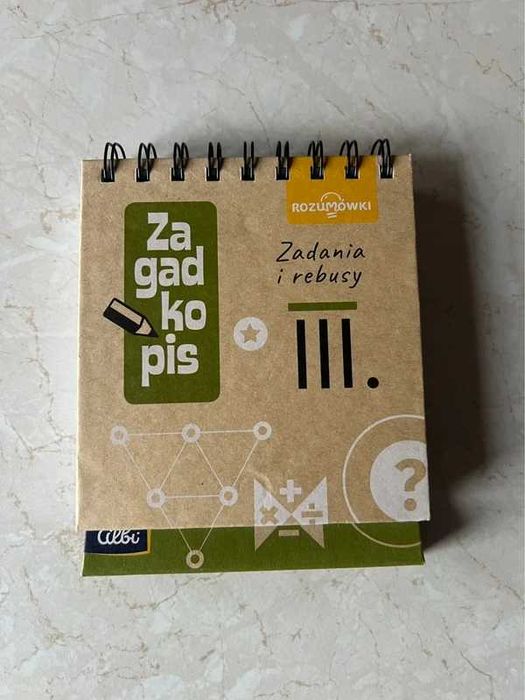 ROZUMÓWKI
Za
gad
ko
pis
Zadania
i rebusy
III.
?
× + - ÷
albi